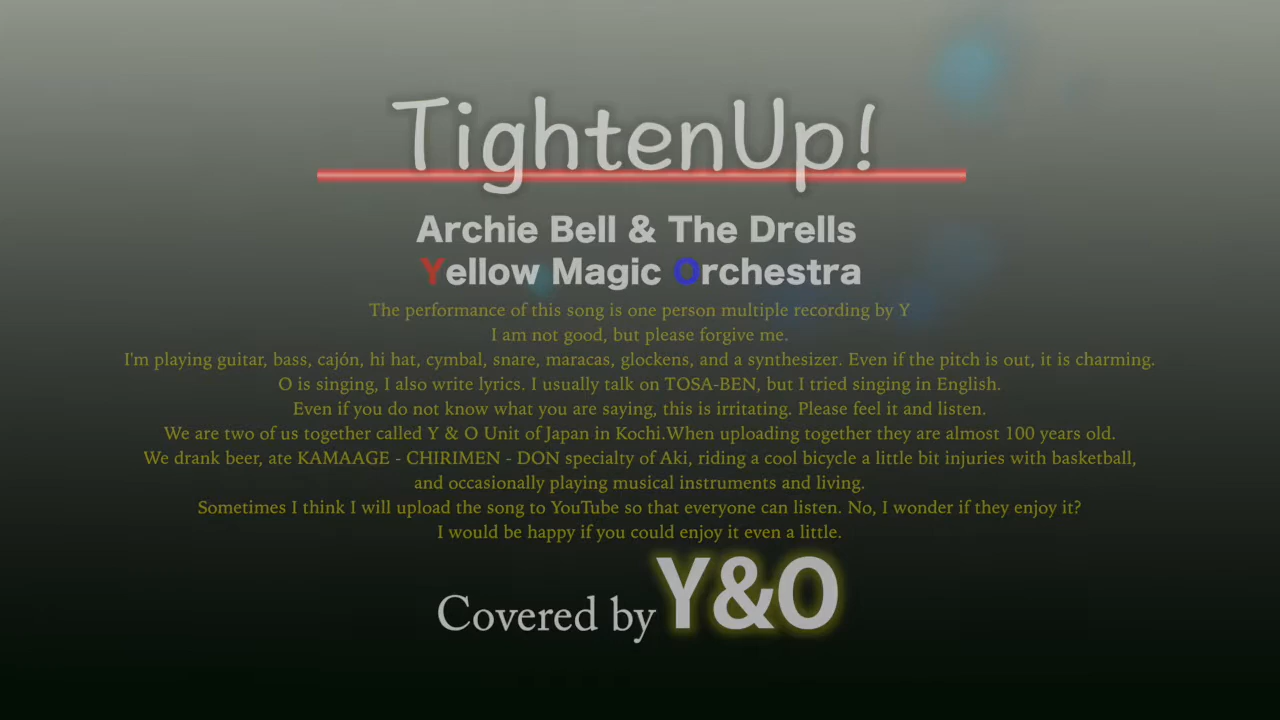 TightenUp!
Archie Bell & The Drells
Yellow Magic Orchestra
The performance of this song is one person multiple recording by Y
I am not good, but please forgive me.
I'm playing guitar, bass, cajón, hi hat, cymbal, snare, maracas, glockens, and a synthesizer. Even if the pitch is out, it is charming.
O is singing, I also write lyrics. I usually talk on TOSA-BEN, but I tried singing in English.
Even if you do not know what you are saying, this is irritating. Please feel it and listen.
We are two of us together called Y & O Unit of Japan in Kochi.When uploading together they are almost 100 years old.
We drank beer, ate KAMAAGE - CHIRIMEN - DON specialty of Aki, riding a cool bicycle a little bit injuries with basketball,
and occasionally playing musical instruments and living.
Sometimes I think I will upload the song to YouTube so that everyone can listen. No, I wonder if they enjoy it?
I would be happy if you could enjoy it even a little.
Covered by Y&O